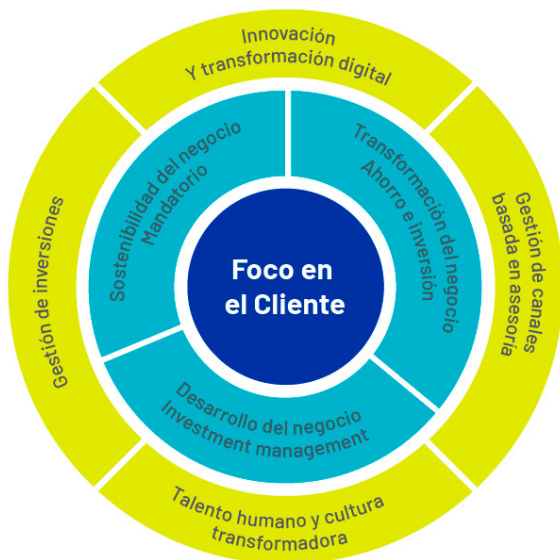 Innovación
Y transformación digital
Sostenibilidad del negocio
Mandatorio
Transformación del negocio
Ahorro e inversión
Gestión de canales
basada en asesoría
Gestión de inversiones
Foco en
el Cliente
Desarrollo del negocio
Investment management
Talento humano y cultura
transformadora